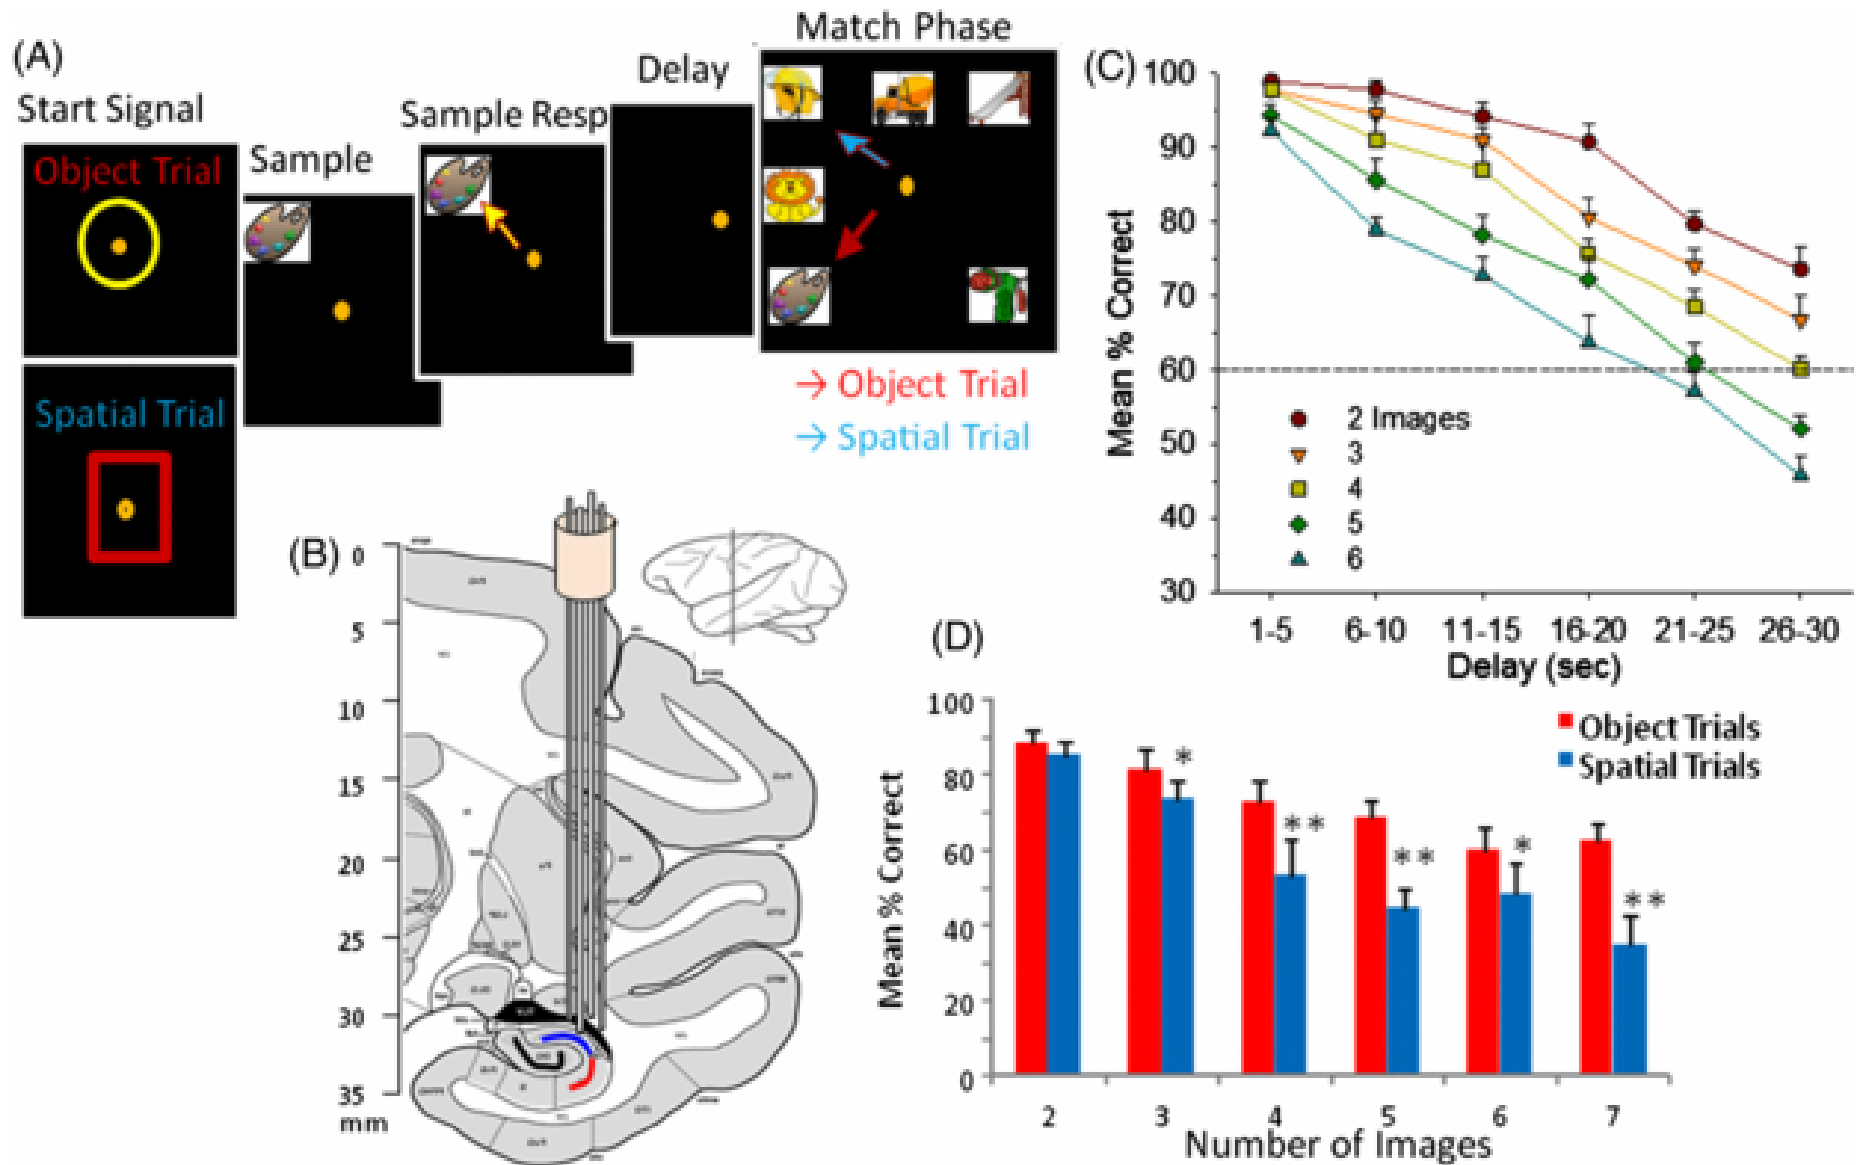 (A)
Start Signal
Object Trial
Spatial Trial
Sample
Sample Resp
Delay
Match Phase
→ Object Trial
→ Spatial Trial
(B)
0
5
10
15
20
25
30
35
mm
(C)
100
90
80
70
60
50
40
30
Mean % Correct
2 Images
3
4
5
6
1-5 6-10 11-15 16-20 21-25 26-30
Delay (sec)
(D)
100
80
60
40
20
0
Mean % Correct
Object Trials
Spatial Trials
*
**
**
*
**
2 3 4 5 6 7
Number of Images